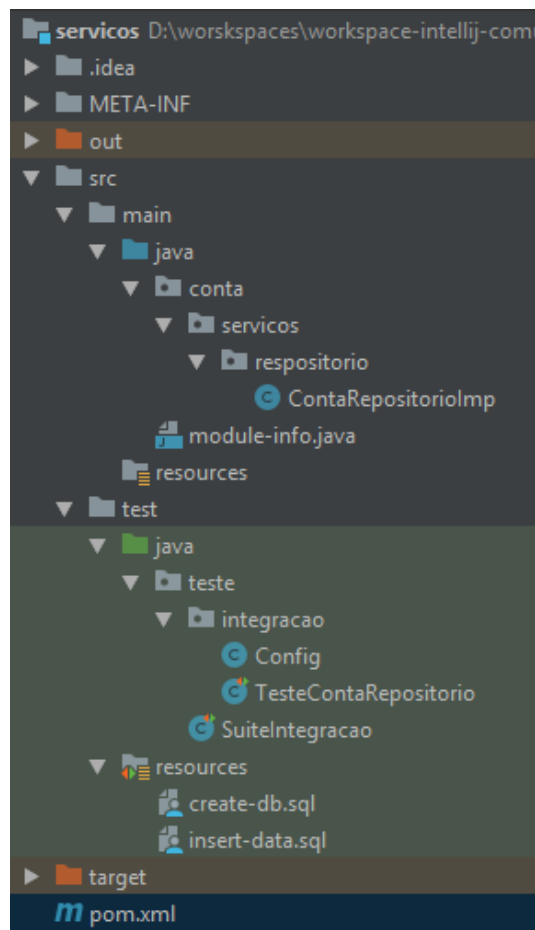 servicos D:\worskspaces\workspace-intellij-com
.idea
META-INF
out
src
main
java
conta
servicos
respositorio
C ContaRepositorioImp
module-info.java
resources
test
java
teste
integracao
C Config
C TesteContaRepositorio
C SuiteIntegracao
resources
create-db.sql
insert-data.sql
target
m pom.xml